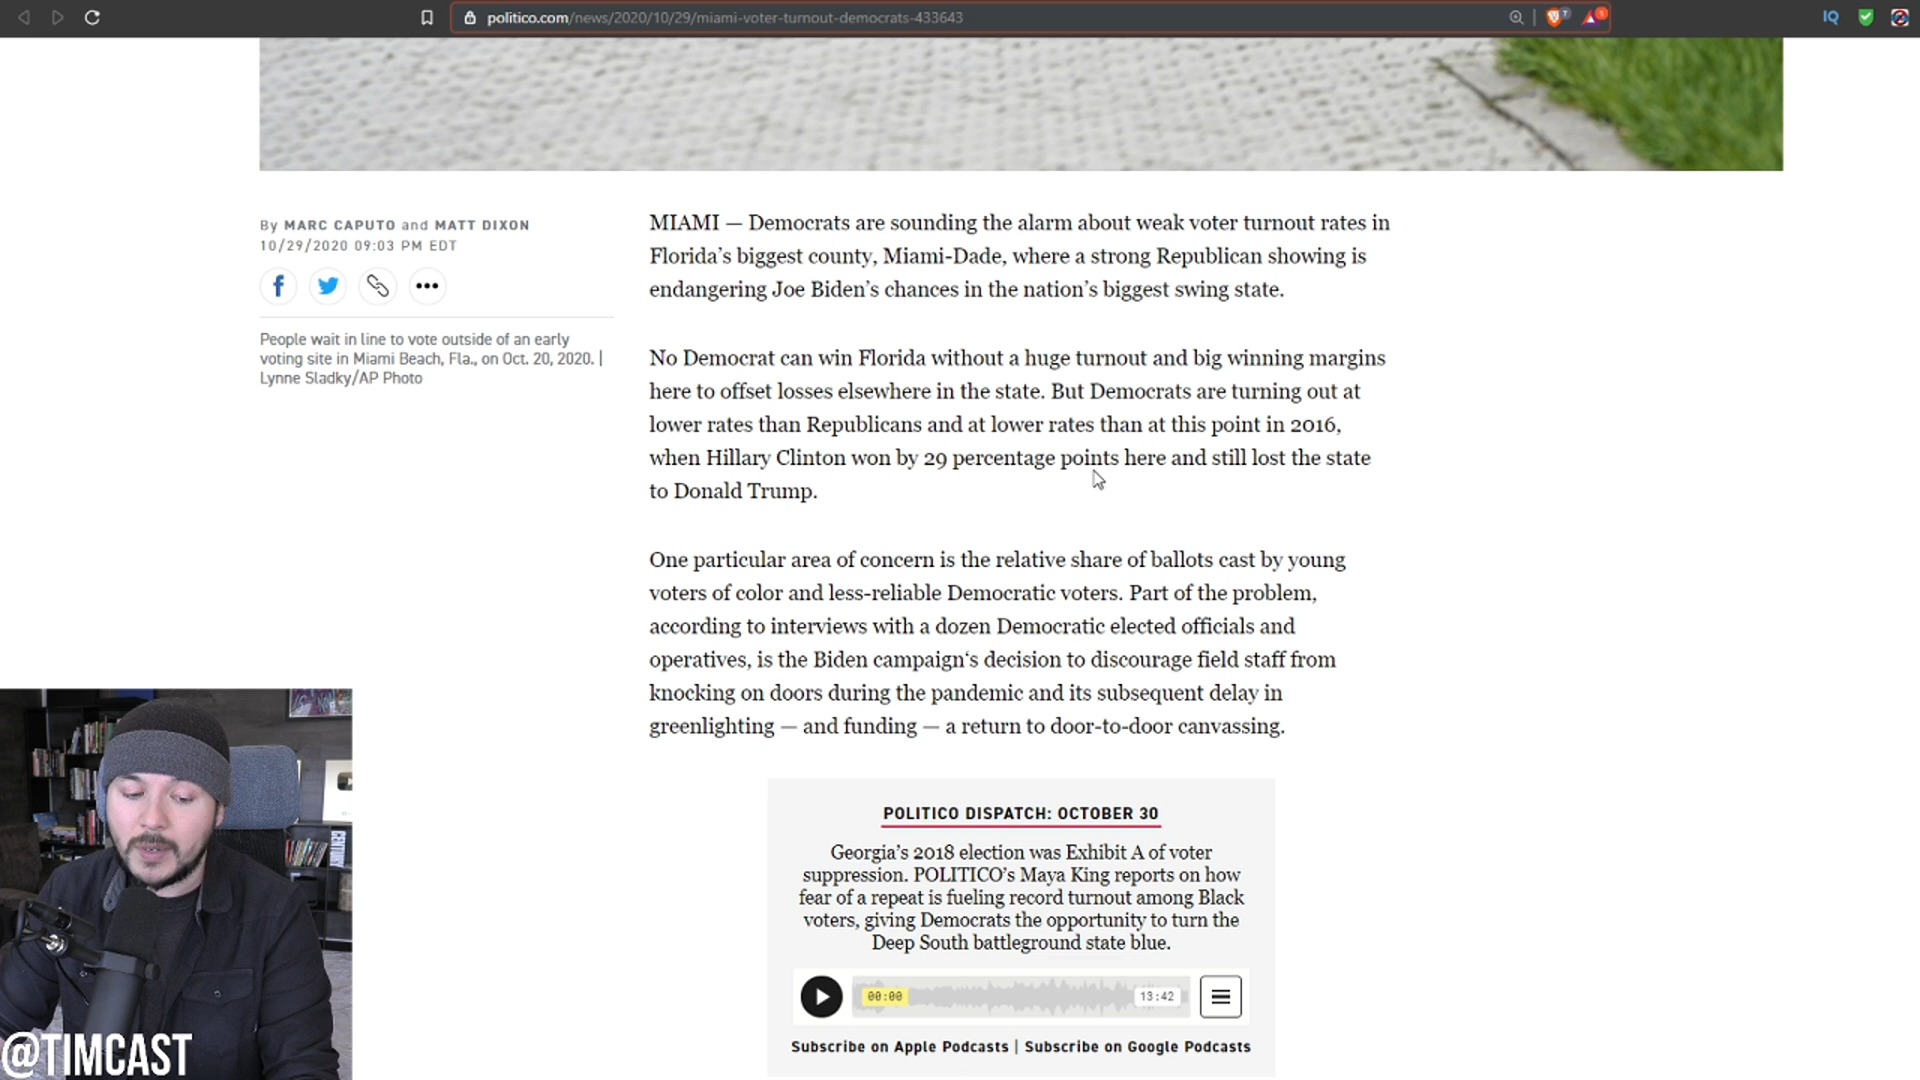 politico.com/news/2020/10/29/miami-voter-turnout-democrats-433643
IQ
By MARC CAPUTO and MATT DIXON
10/29/2020 09:03 PM EDT
People wait in line to vote outside of an early
voting site in Miami Beach, Fla., on Oct. 20, 2020. |
Lynne Sladky/AP Photo
MIAMI — Democrats are sounding the alarm about weak voter turnout rates in
Florida’s biggest county, Miami-Dade, where a strong Republican showing is
endangering Joe Biden’s chances in the nation’s biggest swing state.
No Democrat can win Florida without a huge turnout and big winning margins
here to offset losses elsewhere in the state. But Democrats are turning out at
lower rates than Republicans and at lower rates than at this point in 2016,
when Hillary Clinton won by 29 percentage points here and still lost the state
to Donald Trump.
One particular area of concern is the relative share of ballots cast by young
voters of color and less-reliable Democratic voters. Part of the problem,
according to interviews with a dozen Democratic elected officials and
operatives, is the Biden campaign‘s decision to discourage field staff from
knocking on doors during the pandemic and its subsequent delay in
greenlighting — and funding — a return to door-to-door canvassing.
POLITICO DISPATCH: OCTOBER 30
Georgia’s 2018 election was Exhibit A of voter
suppression. POLITICO’s Maya King reports on how
fear of a repeat is fueling record turnout among Black
voters, giving Democrats the opportunity to turn the
Deep South battleground state blue.
00:00
13:42
Subscribe on Apple Podcasts | Subscribe on Google Podcasts
@TIMCAST